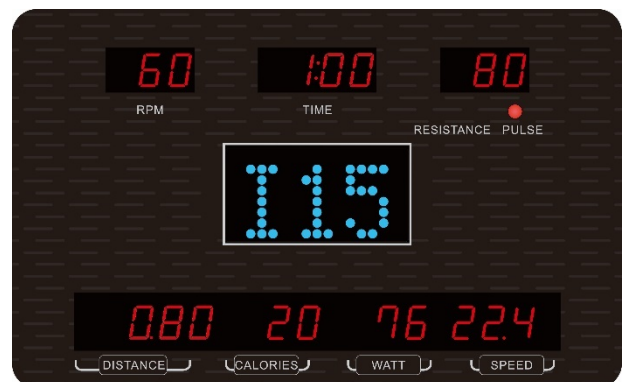 60 1:00 80
RPM TIME
RESISTANCE PULSE
I15
0.80 20 76 22.4
DISTANCE CALORIES WATT SPEED